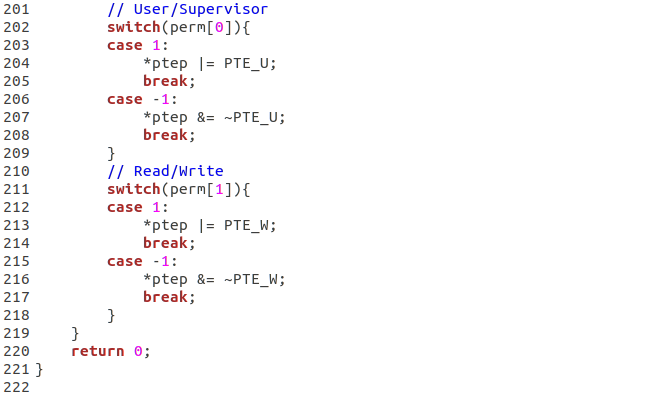 201         // User/Supervisor
202         switch(perm[0]){
203         case 1:
204             *ptep |= PTE_U;
205             break;
206         case -1:
207             *ptep &= ~PTE_U;
208             break;
209         }
210         // Read/Write
211         switch(perm[1]){
212         case 1:
213             *ptep |= PTE_W;
214             break;
215         case -1:
216             *ptep &= ~PTE_W;
217             break;
218         }
219     }
220     return 0;
221 }
222